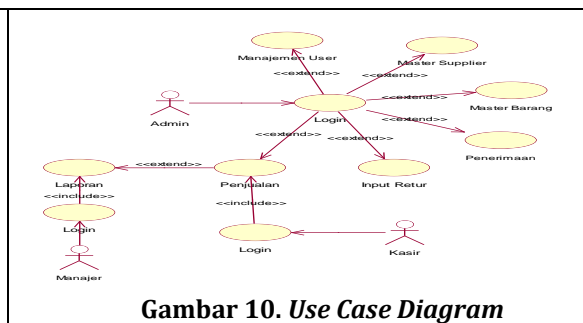 Manajemen User
<<extend>>
Master Supplier
<<extend>>
Master Barang
<<extend>>
Admin
Login
<<extend>>
Penerimaan
<<extend>>
<<extend>>
<<extend>>
Laporan
Penjualan
Input Retur
<<include>>
<<include>>
Login
Login
Kasir
Manajer
Gambar 10. Use Case Diagram